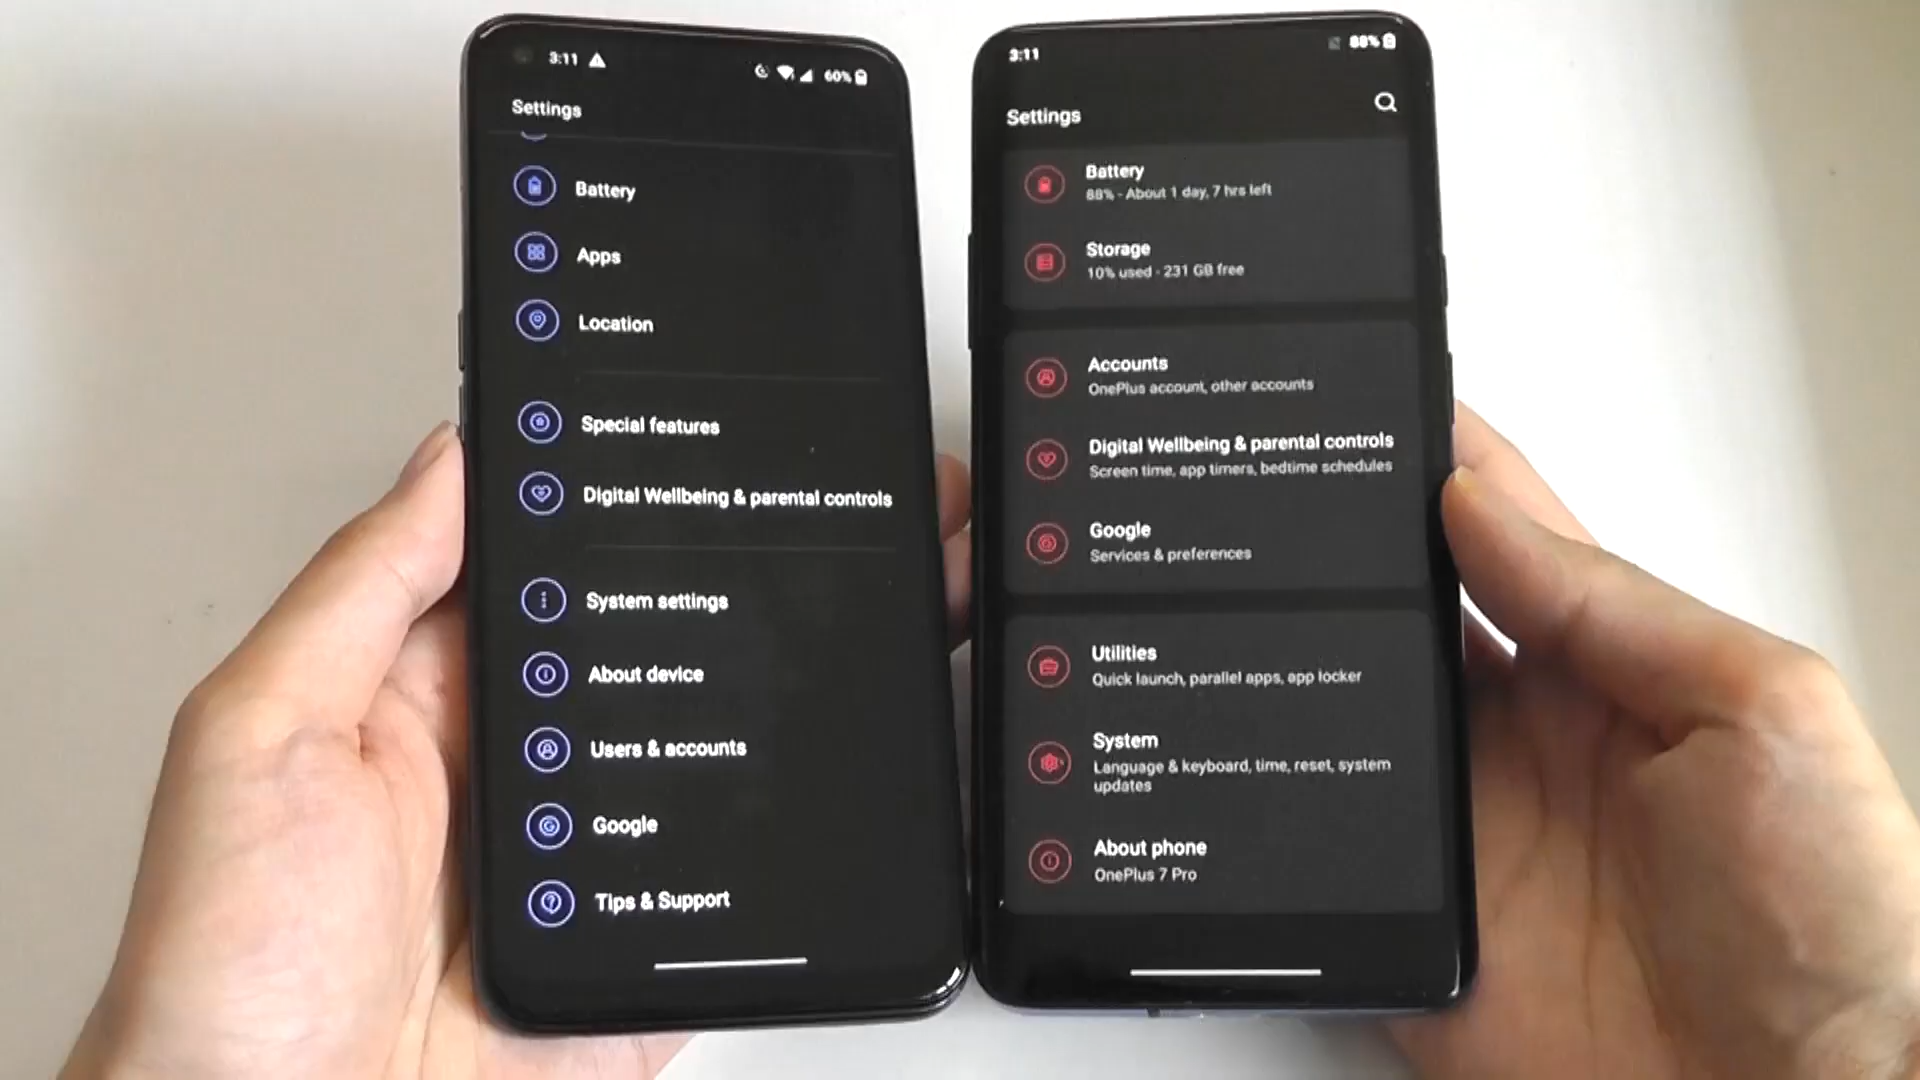 3:11
60%
Settings
Battery
Apps
Location
Special features
Digital Wellbeing & parental controls
System settings
About device
Users & accounts
Google
Tips & Support
3:11
88%
Settings
Battery
88% - About 1 day, 7 hrs left
Storage
10% used - 231 GB free
Accounts
OnePlus account, other accounts
Digital Wellbeing & parental controls
Screen time, app timers, bedtime schedules
Google
Services & preferences
Utilities
Quick launch, parallel apps, app locker
System
Language & keyboard, time, reset, system
updates
About phone
OnePlus 7 Pro